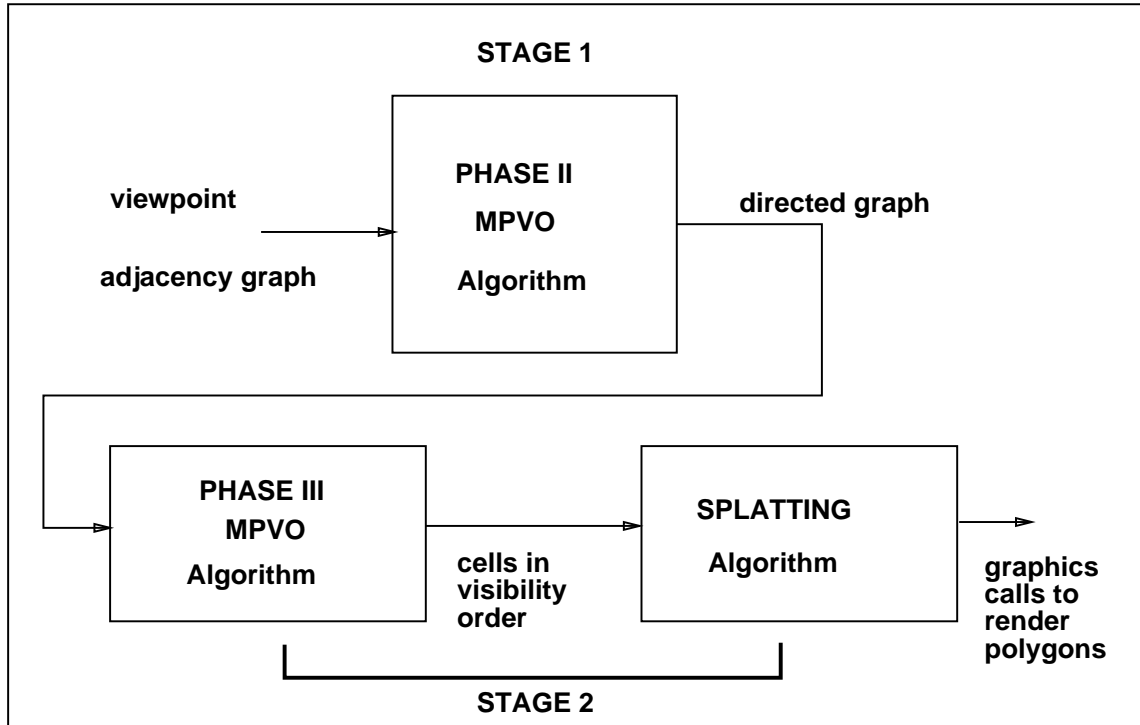 STAGE 1
PHASE II
MPVO
Algorithm
viewpoint
adjacency graph
directed graph
PHASE III
MPVO
Algorithm
cells in
visibility
order
SPLATTING
Algorithm
graphics
calls to
render
polygons
STAGE 2